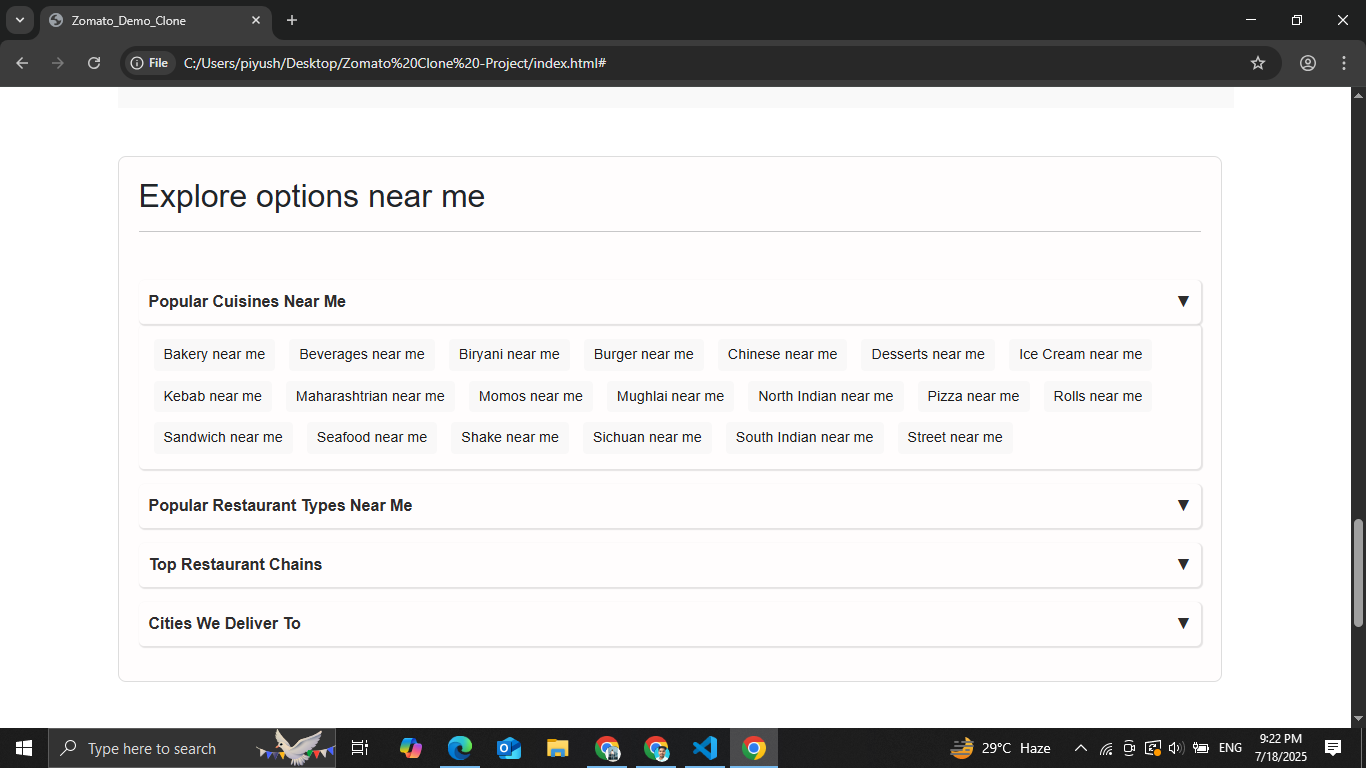 Zomato_Demo_Clone
File C:/Users/piyush/Desktop/Zomato%20Clone%20-Project/index.html#
Explore options near me
Popular Cuisines Near Me ▼
Bakery near me Beverages near me Biryani near me Burger near me Chinese near me Desserts near me Ice Cream near me
Kebab near me Maharashtrian near me Momos near me Mughlai near me North Indian near me Pizza near me Rolls near me
Sandwich near me Seafood near me Shake near me Sichuan near me South Indian near me Street near me
Popular Restaurant Types Near Me ▼
Top Restaurant Chains ▼
Cities We Deliver To ▼
Type here to search 29°C Haze ENG 9:22 PM
7/18/2025